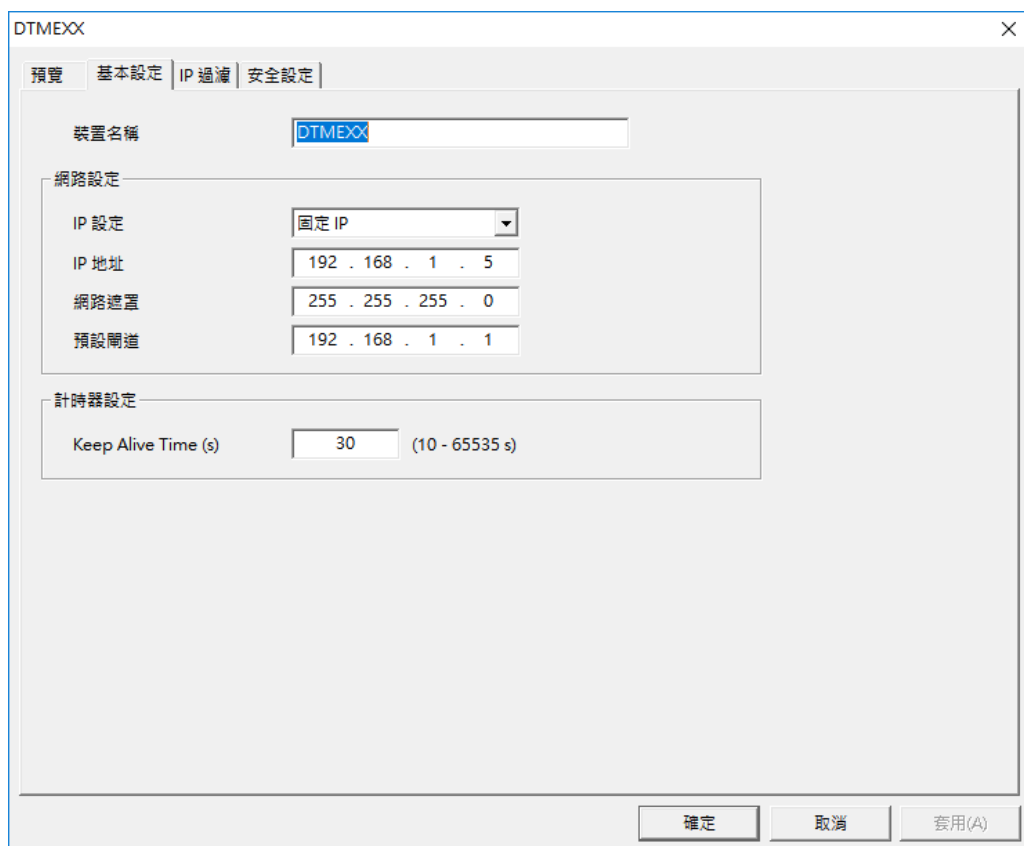 DTMEXX
預覽 基本設定 IP 過濾 安全設定
裝置名稱 DTMEXX
網路設定
IP 設定 固定 IP
IP 地址 192 . 168 . 1 . 5
網路遮罩 255 . 255 . 255 . 0
預設閘道 192 . 168 . 1 . 1
計時器設定
Keep Alive Time (s) 30 (10 - 65535 s)
確定 取消 套用(A)